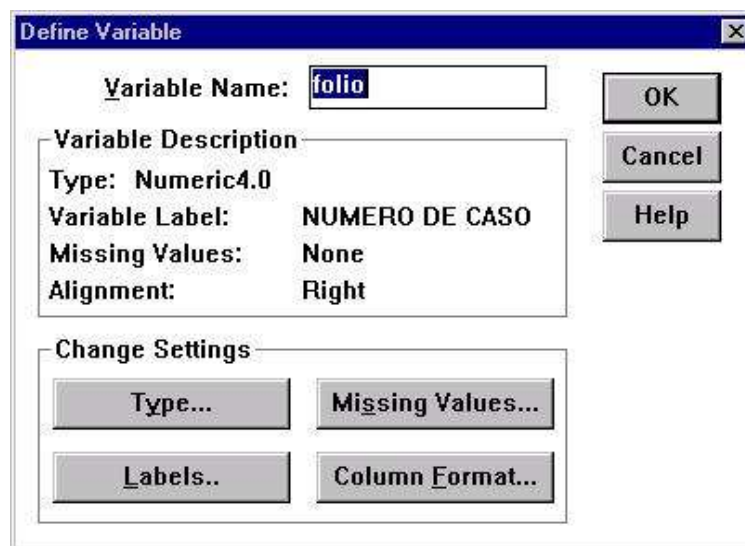 Define Variable
Variable Name: folio
OK
Cancel
Help
Variable Description
Type: Numeric4.0
Variable Label: NUMERO DE CASO
Missing Values: None
Alignment: Right
Change Settings
Type... Missing Values...
Labels.. Column Format...